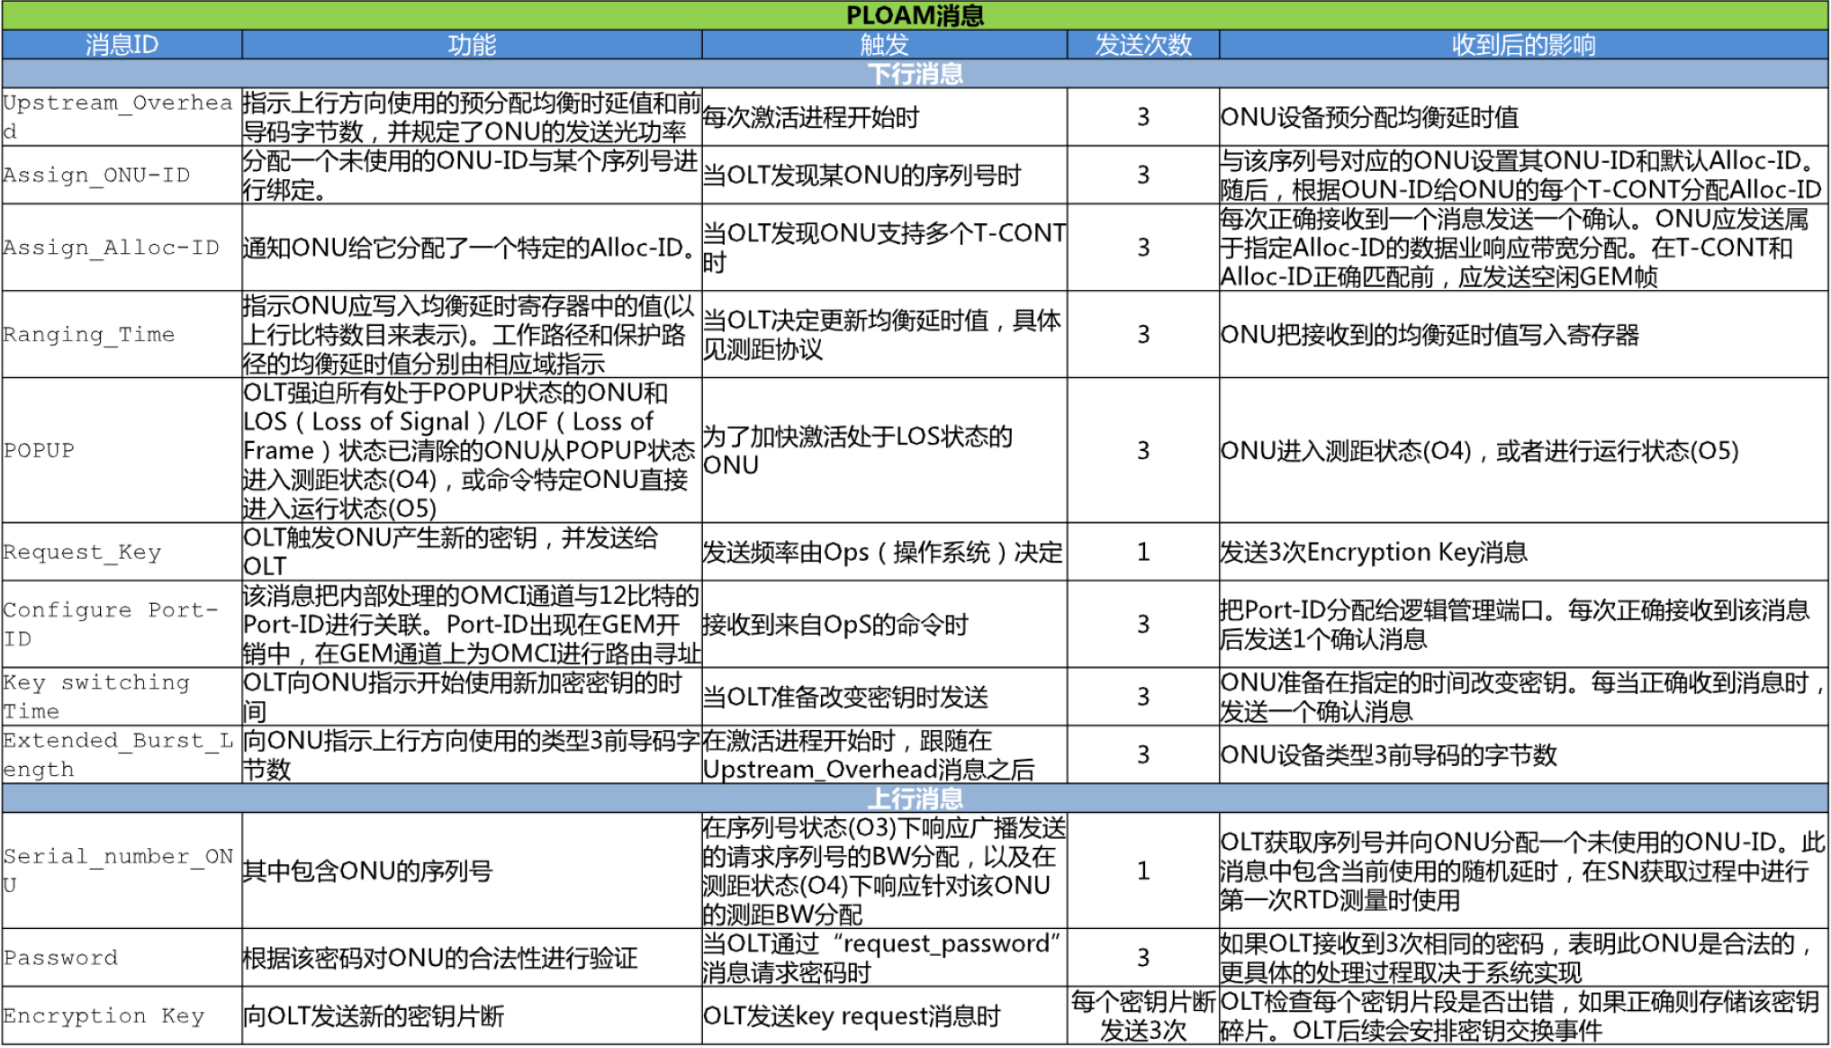 PLOAM消息
消息ID 功能 触发 发送次数 收到后的影响
下行消息
Upstream_Overhea
d
指示上行方向使用的预分配均衡时延值和前
导码字节数，并规定了ONU的发送光功率
每次激活进程开始时
3
ONU设备预分配均衡延时值
Assign_ONU-ID
分配一个未使用的ONU-ID与某个序列号进
行绑定。
当OLT发现某ONU的序列号时
3
与该序列号对应的ONU设置其ONU-ID和默认Alloc-ID。
随后，根据OUN-ID给ONU的每个T-CONT分配Alloc-ID
Assign_Alloc-ID
通知ONU给它分配了一个特定的Alloc-ID。
当OLT发现ONU支持多个T-CONT
时
3
每次正确接收到一个消息发送一个确认。ONU应发送属
于指定Alloc-ID的数据业响应带宽分配。在T-CONT和
Alloc-ID正确匹配前，应发送空闲GEM帧
Ranging_Time
指示ONU应写入均衡延时寄存器中的值(以
上行比特数目来表示)。工作路径和保护路
径的均衡延时值分别由相应域指示
当OLT决定更新均衡延时值，具体
见测距协议
3
ONU把接收到的均衡延时值写入寄存器
POPUP
OLT强迫所有处于POPUP状态的ONU和
LOS（Loss of Signal）/LOF（Loss of
Frame）状态已清除的ONU从POPUP状态
进入测距状态(O4)，或命令特定ONU直接
进入运行状态(O5)
为了加快激活处于LOS状态的
ONU
3
ONU进入测距状态(O4)，或者进行运行状态(O5)
Request_Key
OLT触发ONU产生新的密钥，并发送给
OLT
发送频率由Ops（操作系统）决定
1
发送3次Encryption Key消息
Configure Port-
ID
该消息把内部处理的OMCI通道与12比特的
Port-ID进行关联。Port-ID出现在GEM开
销中，在GEM通道上为OMCI进行路由寻址
接收到来自OpS的命令时
3
把Port-ID分配给逻辑管理端口。每次正确接收到该消息
后发送1个确认消息
Key switching
Time
OLT向ONU指示开始使用新加密密钥的时
间
当OLT准备改变密钥时发送
3
ONU准备在指定的时间改变密钥。每当正确收到消息时，
发送一个确认消息
Extended_Burst_L
ength
向ONU指示上行方向使用的类型3前导码字
节数
在激活进程开始时，跟随在
Upstream_Overhead消息之后
3
ONU设备类型3前导码的字节数
上行消息
Serial_number_ON
U
其中包含ONU的序列号
在序列号状态(O3)下响应广播发送
的请求序列号的BW分配，以及在
测距状态(O4)下响应针对该ONU
的测距BW分配
1
OLT获取序列号并向ONU分配一个未使用的ONU-ID。此
消息中包含当前使用的随机延时，在SN获取过程中进行
第一次RTD测量时使用
Password
根据该密码对ONU的合法性进行验证
当OLT通过“request_password”
消息请求密码时
3
如果OLT接收到3次相同的密码，表明此ONU是合法的，
更具体的处理过程取决于系统实现
Encryption Key
向OLT发送新的密钥片断
OLT发送key request消息时
每个密钥片断
发送3次
OLT检查每个密钥片段是否出错，如果正确则存储该密钥
碎片。OLT后续会安排密钥交换事件